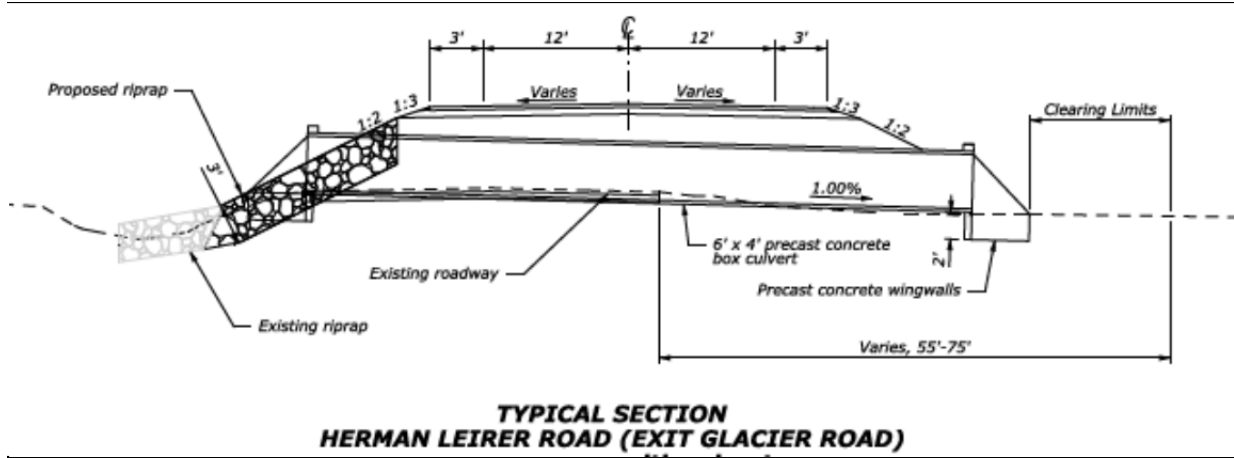 ℄
3' 12' 12' 3'
Proposed riprap
1:3
Varies Varies
1:3
Clearing Limits
1:2
1:2
3'
1.00%
6' x 4' precast concrete
box culvert
2'
Existing roadway
Precast concrete wingwalls
Existing riprap
Varies, 55'-75'
TYPICAL SECTION
HERMAN LEIRER ROAD (EXIT GLACIER ROAD)